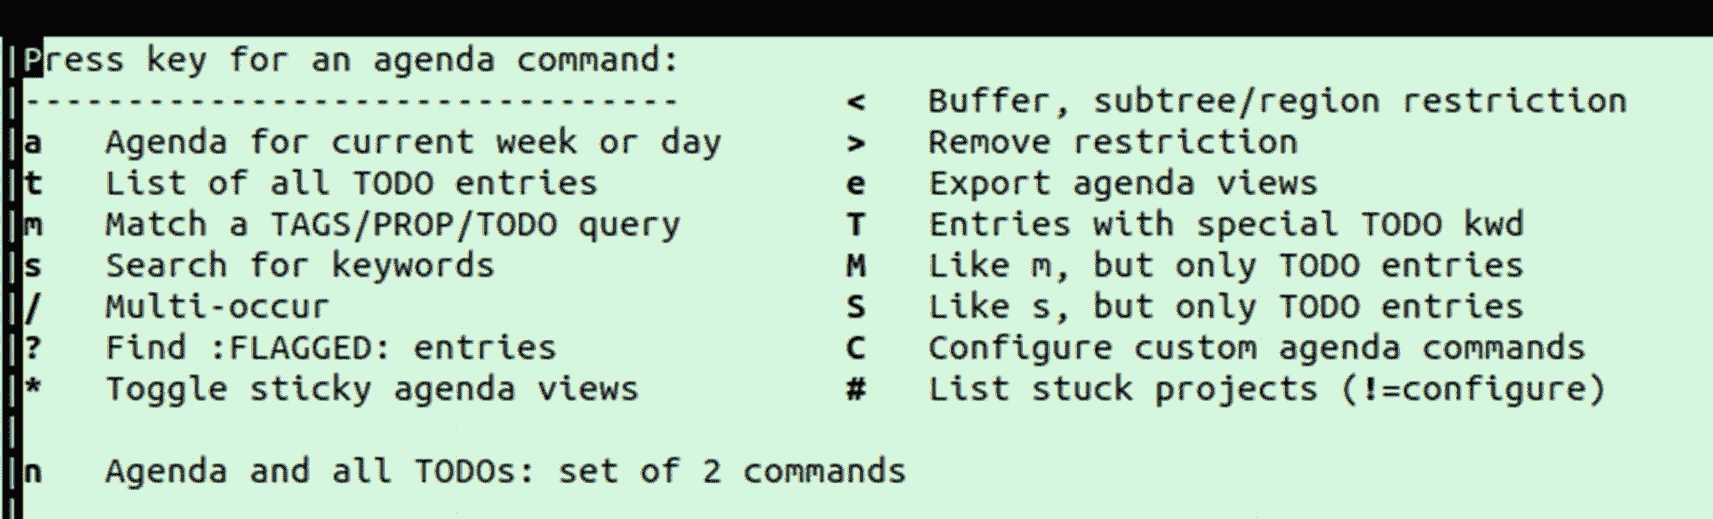 Press key for an agenda command:
--------------------------------        <   Buffer, subtree/region restriction
a   Agenda for current week or day      >   Remove restriction
t   List of all TODO entries            e   Export agenda views
m   Match a TAGS/PROP/TODO query        T   Entries with special TODO kwd
s   Search for keywords                 M   Like m, but only TODO entries
/   Multi-occur                         S   Like s, but only TODO entries
?   Find :FLAGGED: entries              C   Configure custom agenda commands
*   Toggle sticky agenda views          #   List stuck projects (!=configure)
n   Agenda and all TODOs: set of 2 commands